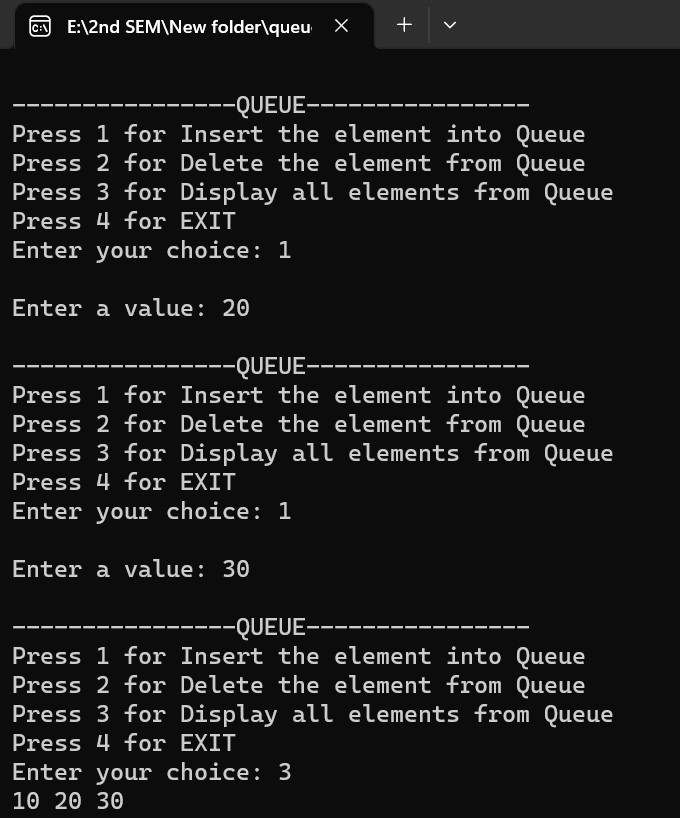 E:\2nd SEM\New folder\queu
----------------QUEUE----------------
Press 1 for Insert the element into Queue
Press 2 for Delete the element from Queue
Press 3 for Display all elements from Queue
Press 4 for EXIT
Enter your choice: 1
Enter a value: 20
----------------QUEUE----------------
Press 1 for Insert the element into Queue
Press 2 for Delete the element from Queue
Press 3 for Display all elements from Queue
Press 4 for EXIT
Enter your choice: 1
Enter a value: 30
----------------QUEUE----------------
Press 1 for Insert the element into Queue
Press 2 for Delete the element from Queue
Press 3 for Display all elements from Queue
Press 4 for EXIT
Enter your choice: 3
10 20 30